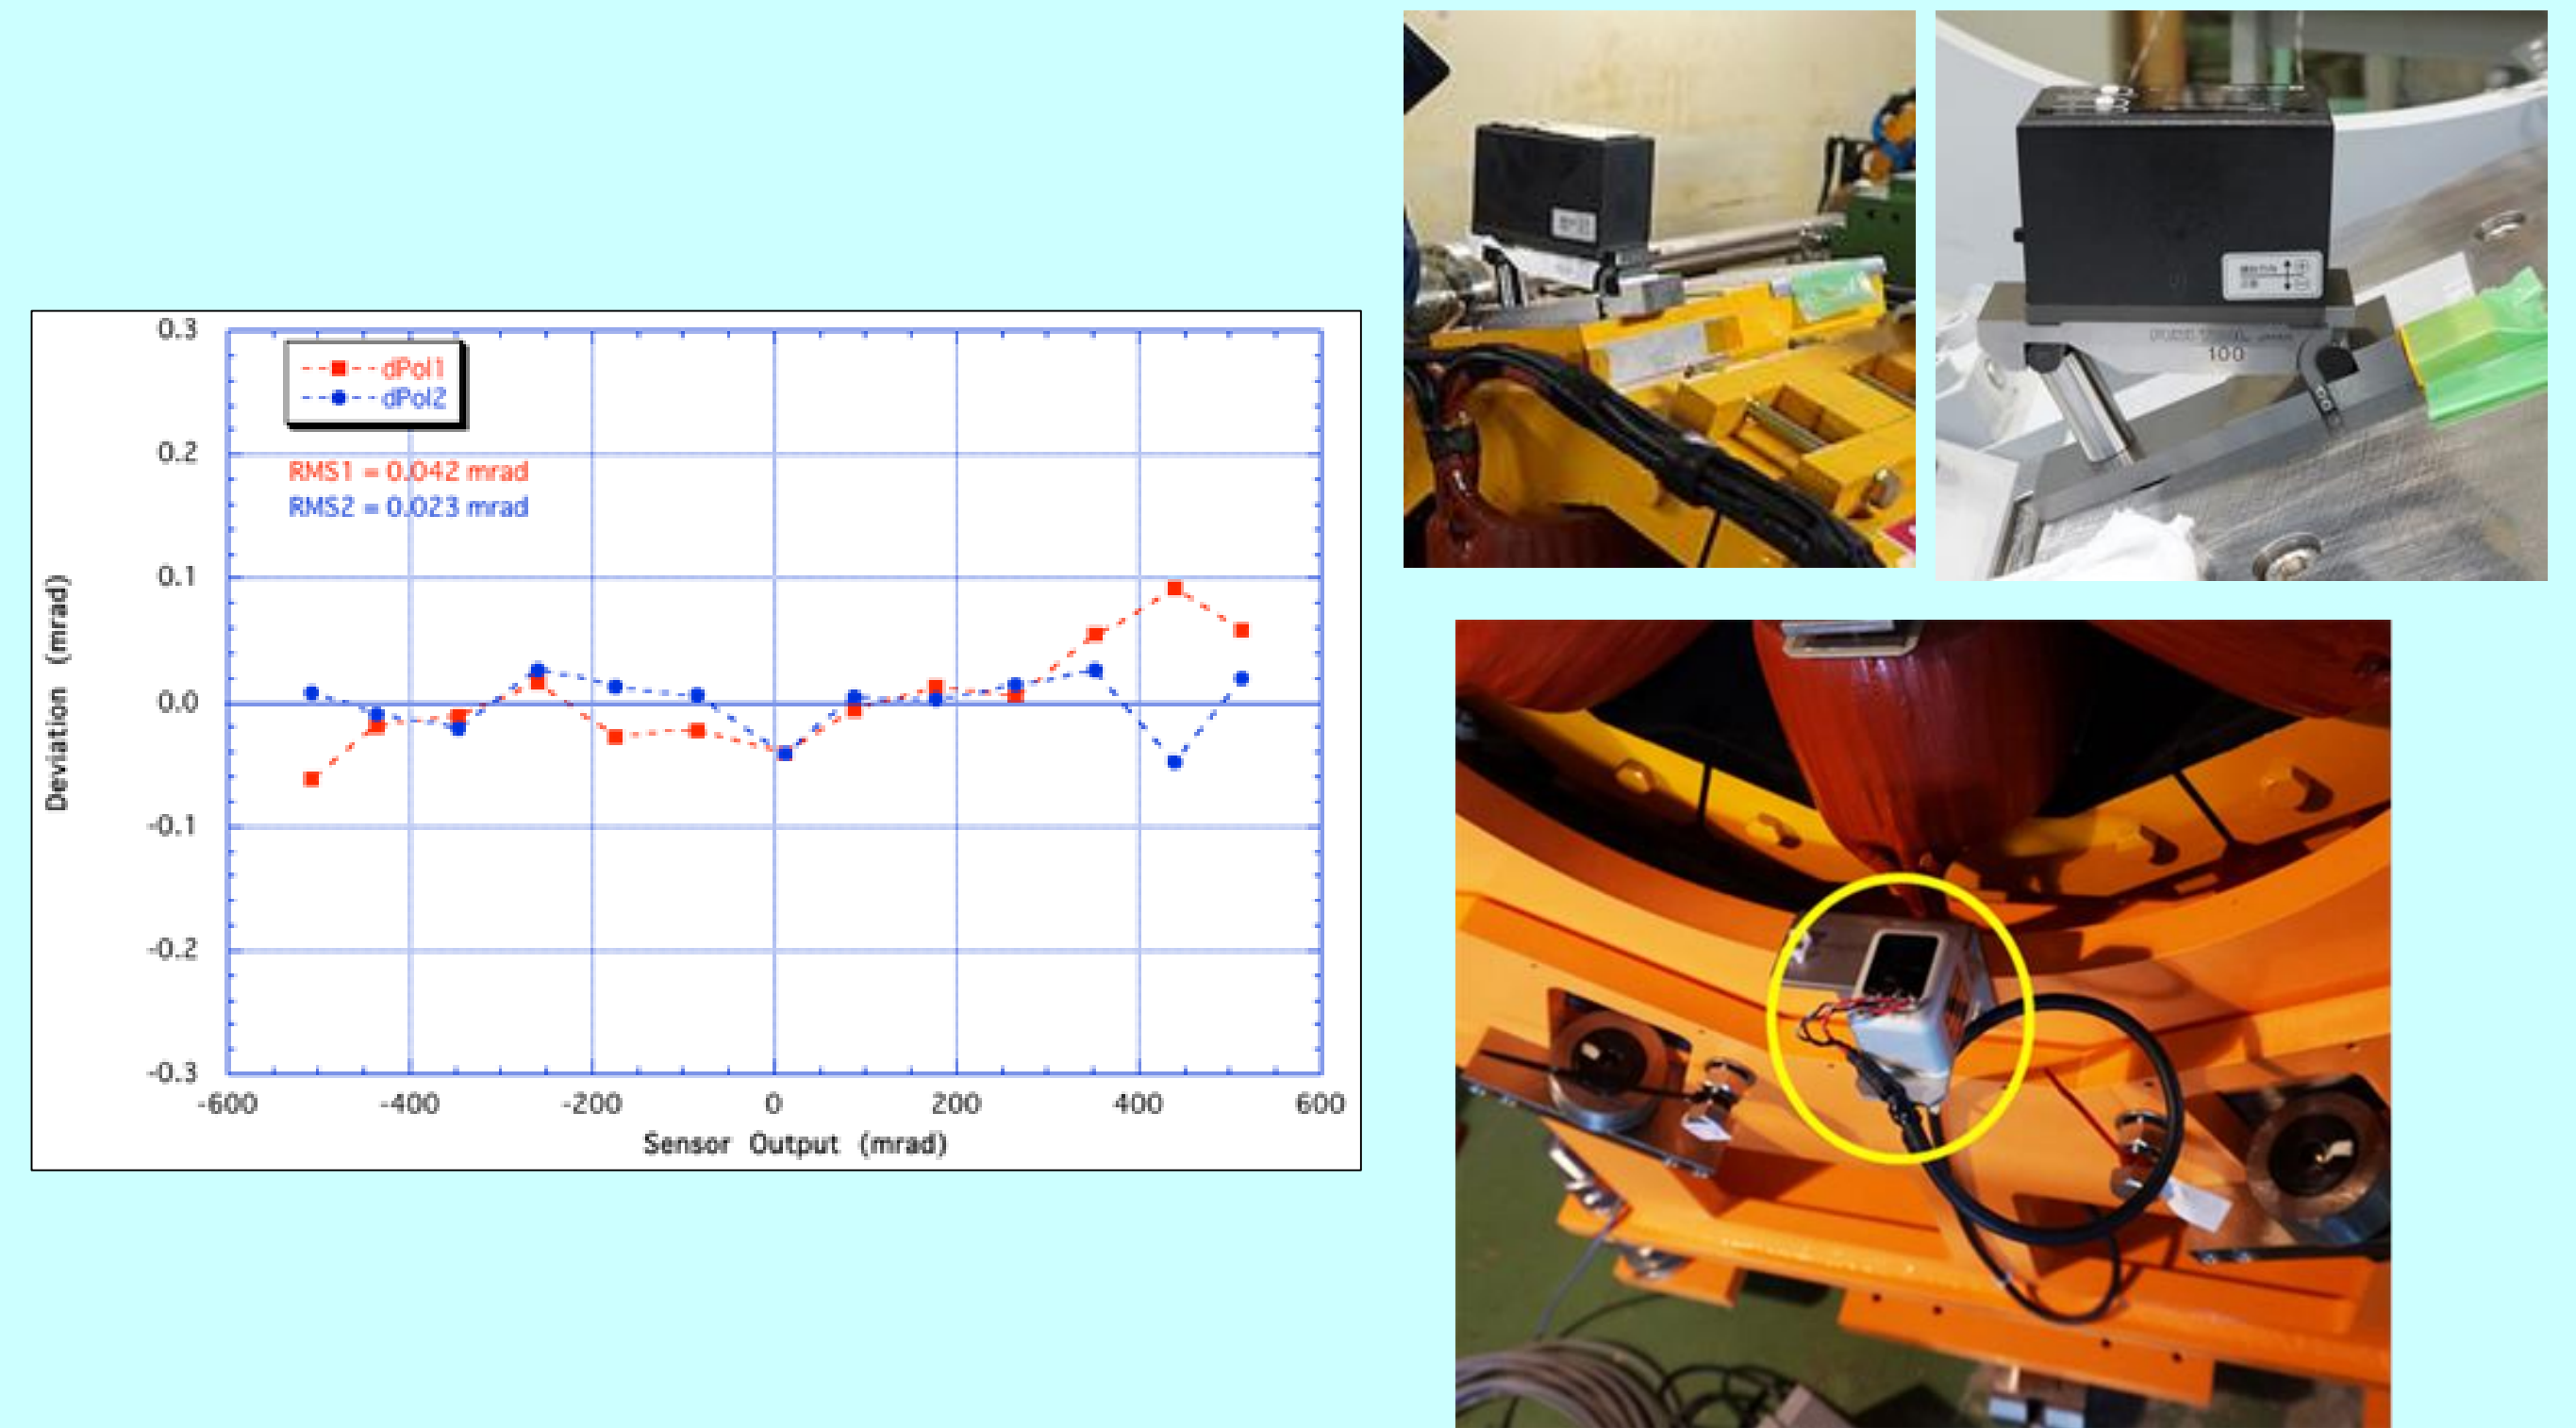 0.3
dPol1
dPol2
0.2
RMS1 = 0.042 mrad
RMS2 = 0.023 mrad
0.1
0.0
-0.1
-0.2
-0.3
Deviation (mrad)
-600 -400 -200 0 200 400 600
Sensor Output (mrad)
100